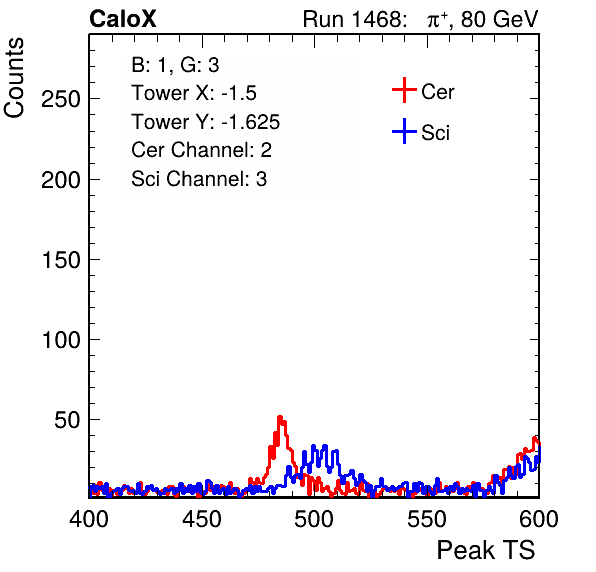 CaloX Run 1468: π⁺, 80 GeV
Counts
B: 1, G: 3
Tower X: -1.5
Tower Y: -1.625
Cer Channel: 2
Sci Channel: 3
Cer
Sci
250
200
150
100
50
400 450 500 550 600
Peak TS